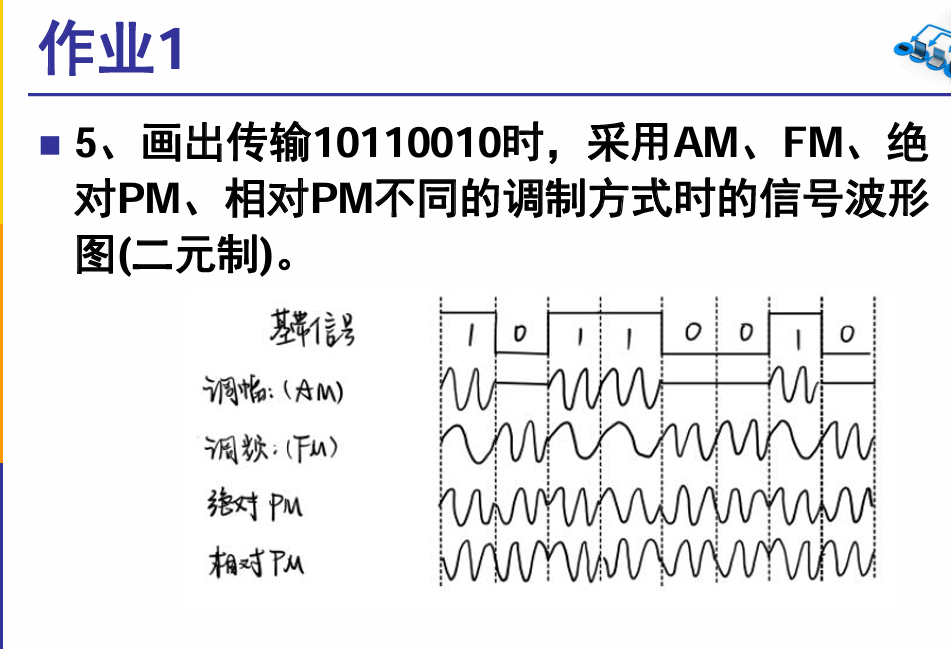 作业1
5、画出传输10110010时，采用AM、FM、绝
对PM、相对PM不同的调制方式时的信号波形
图(二元制)。
基带信号 1 0 1 1 0 0 1 0
调幅:(AM)
调频:(FM)
绝对PM
相对PM